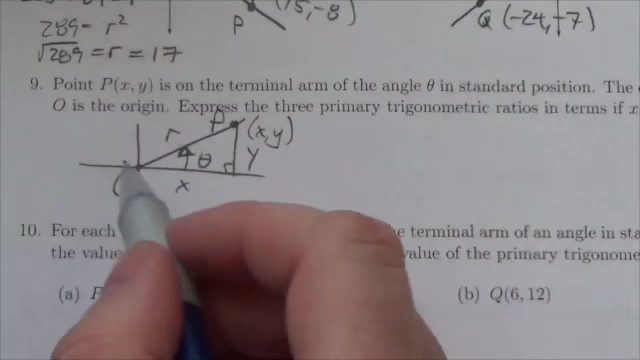 289 = r²
P
(15,-8)
Q (-24,-7)
√289 = r = 17
9. Point P(x, y) is on the terminal arm of the angle θ in standard position. The
O is the origin. Express the three primary trigonometric ratios in terms if x
r P (x,y)
θ y
x
10. For each terminal arm of an angle in sta
the value value of the primary trigonome
(a) (b) Q(6, 12)